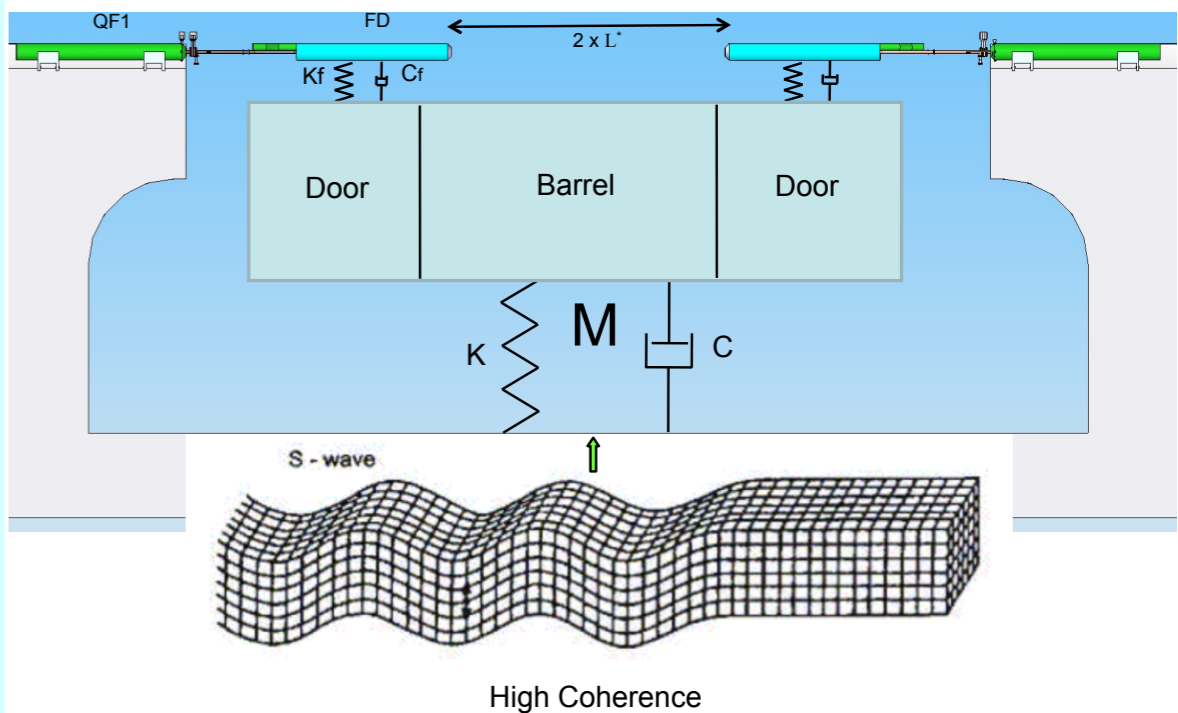 QF1
FD
2 x L*
Kf
Cf
Door
Barrel
Door
K
M
C
S - wave
High Coherence